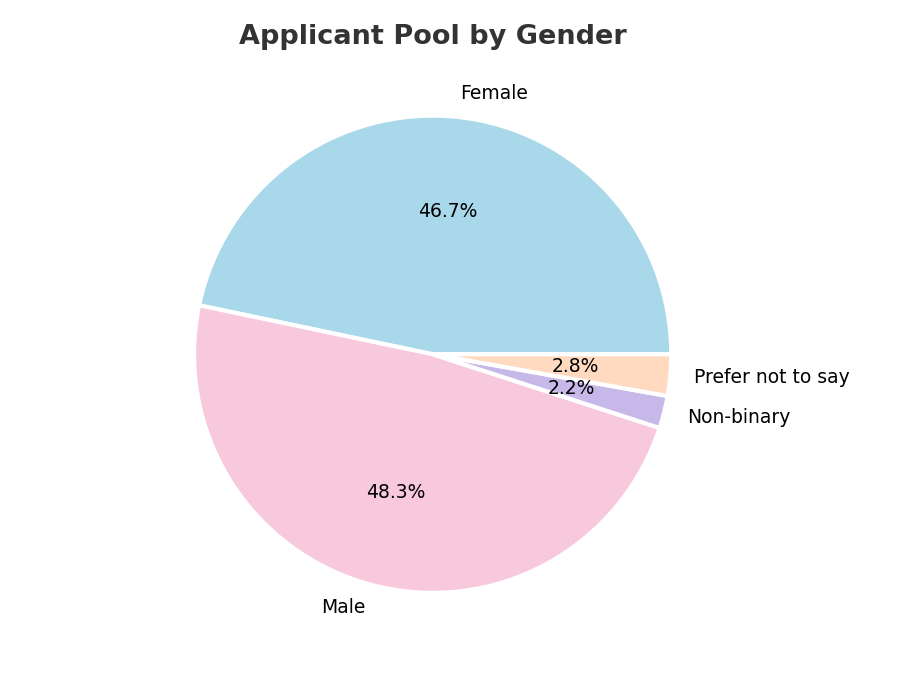 Applicant Pool by Gender
Female
46.7%
2.8%
Prefer not to say
2.2%
Non-binary
48.3%
Male